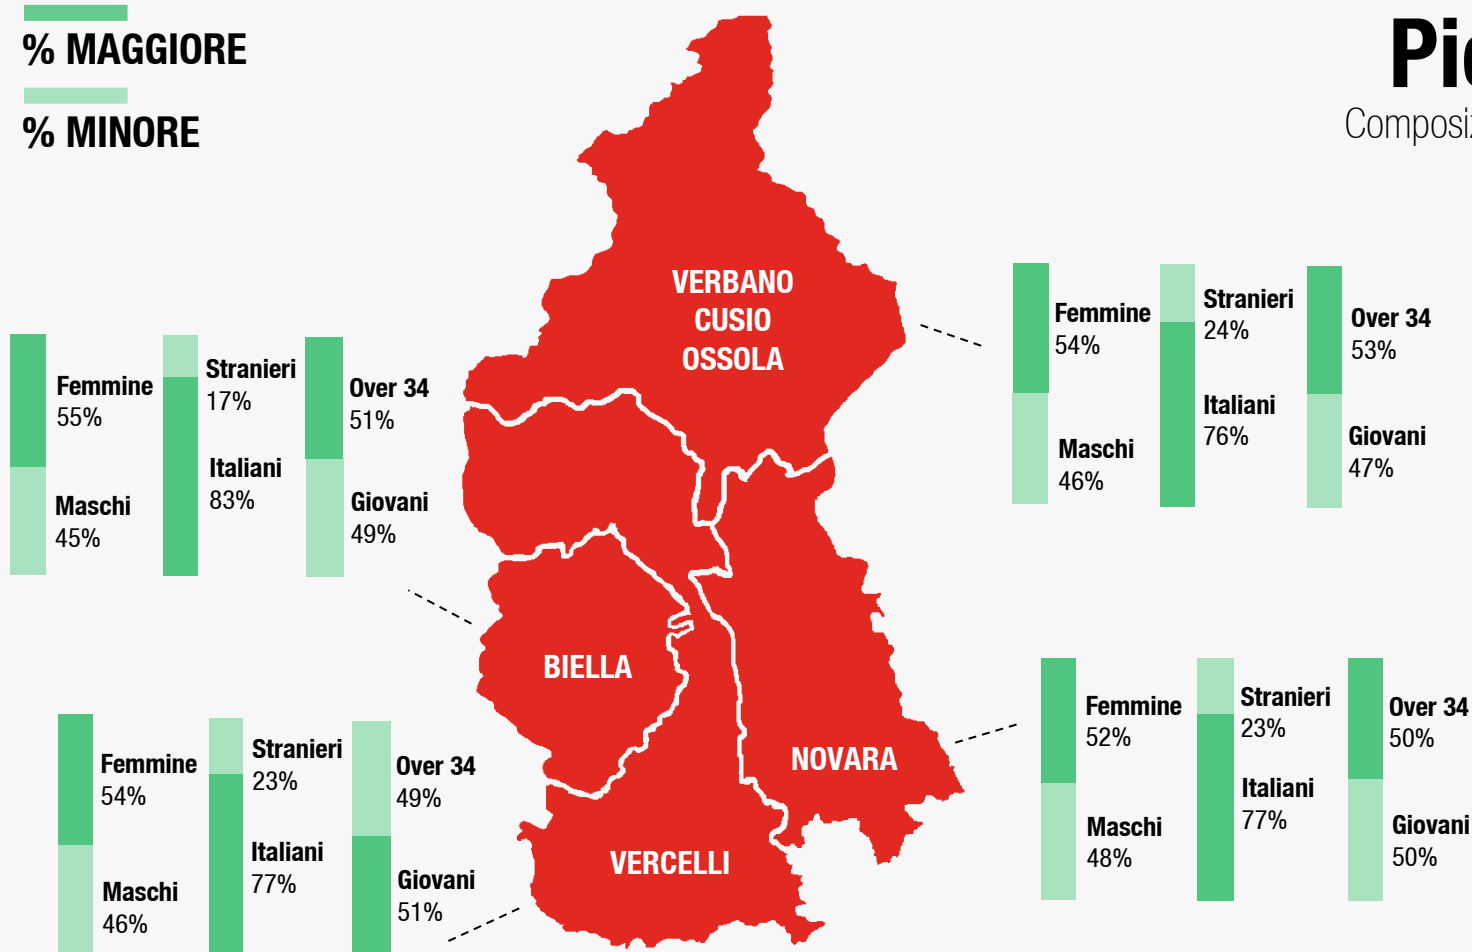 % MAGGIORE
% MINORE
VERBANO
CUSIO
OSSOLA
Femmine
54%
Maschi
46%
Stranieri
24%
Italiani
76%
Over 34
53%
Giovani
47%
Femmine
55%
Maschi
45%
Stranieri
17%
Italiani
83%
Over 34
51%
Giovani
49%
BIELLA
NOVARA
Femmine
52%
Maschi
48%
Stranieri
23%
Italiani
77%
Over 34
50%
Giovani
50%
Femmine
54%
Maschi
46%
Stranieri
23%
Italiani
77%
Over 34
49%
Giovani
51%
VERCELLI